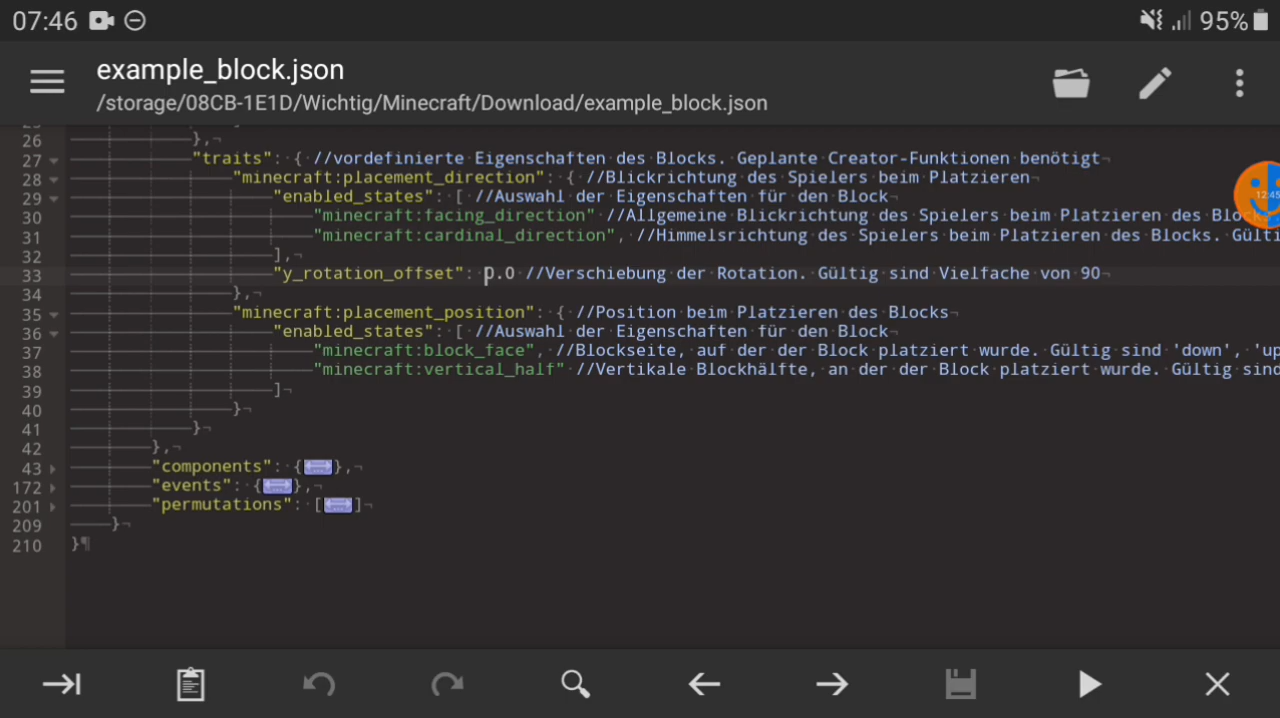 07:46 95%
example_block.json
/storage/08CB-1E1D/Wichtig/Minecraft/Download/example_block.json
26 },
27 "traits": { //vordefinierte Eigenschaften des Blocks. Geplante Creator-Funktionen benötigt
28 "minecraft:placement_direction": { //Blickrichtung des Spielers beim Platzieren
29 "enabled_states": [ //Auswahl der Eigenschaften für den Block
30 "minecraft:facing_direction" //Allgemeine Blickrichtung des Spielers beim Platzieren des
31 "minecraft:cardinal_direction", //Himmelsrichtung des Spielers beim Platzieren des Blocks.
32 ],
33 "y_rotation_offset": 0.0 //Verschiebung der Rotation. Gültig sind Vielfache von 90
34 },
35 "minecraft:placement_position": { //Position beim Platzieren des Blocks
36 "enabled_states": [ //Auswahl der Eigenschaften für den Block
37 "minecraft:block_face", //Blockseite, auf der der Block platziert wurde. Gültig sind 'down', 'up
38 "minecraft:vertical_half" //Vertikale Blockhälfte, an der der Block platziert wurde. Gültig sind
39 ]
40 }
41 }
42 },
43 "components": { },
172 "events": { },
201 "permutations": [ ]
209 }
210 }
12:45